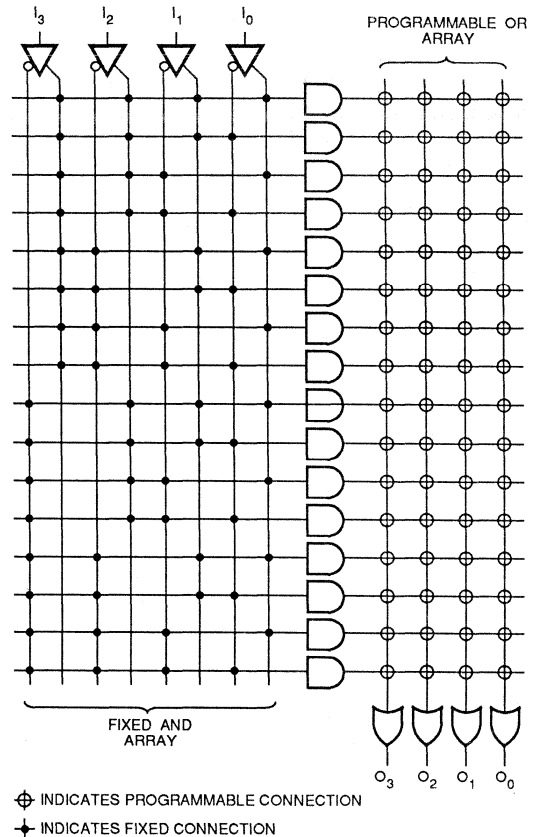 I3 I2 I1 I0
PROGRAMMABLE OR
ARRAY
FIXED AND
ARRAY
O3 O2 O1 O0
INDICATES PROGRAMMABLE CONNECTION
INDICATES FIXED CONNECTION